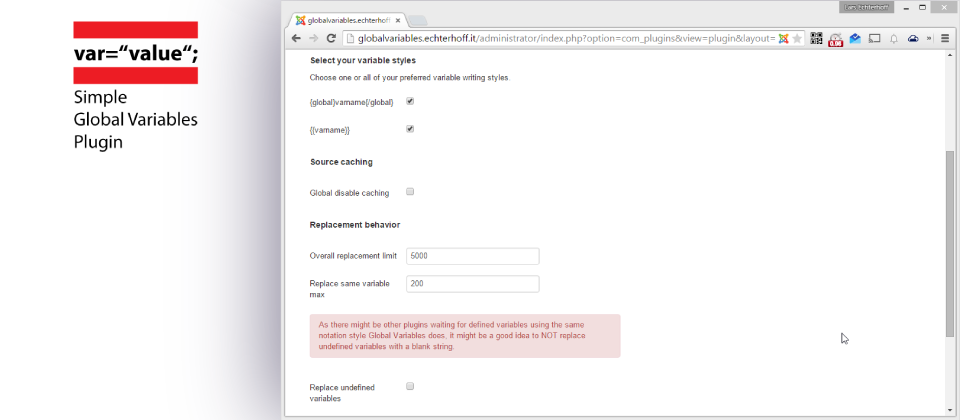 var=“value“;
Simple
Global Variables
Plugin
Lars Echterhoff
globalvariables.echterhoff
globalvariables.echterhoff.it/administrator/index.php?option=com_plugins&view=plugin&layout=
Select your variable styles
Choose one or all of your preferred variable writing styles.
{global}varname{/global}
{{varname}}
Source caching
Global disable caching
Replacement behavior
Overall replacement limit
5000
Replace same variable
max
200
As there might be other plugins waiting for defined variables using the same
notation style Global Variables does, it might be a good idea to NOT replace
undefined variables with a blank string.
Replace undefined
variables